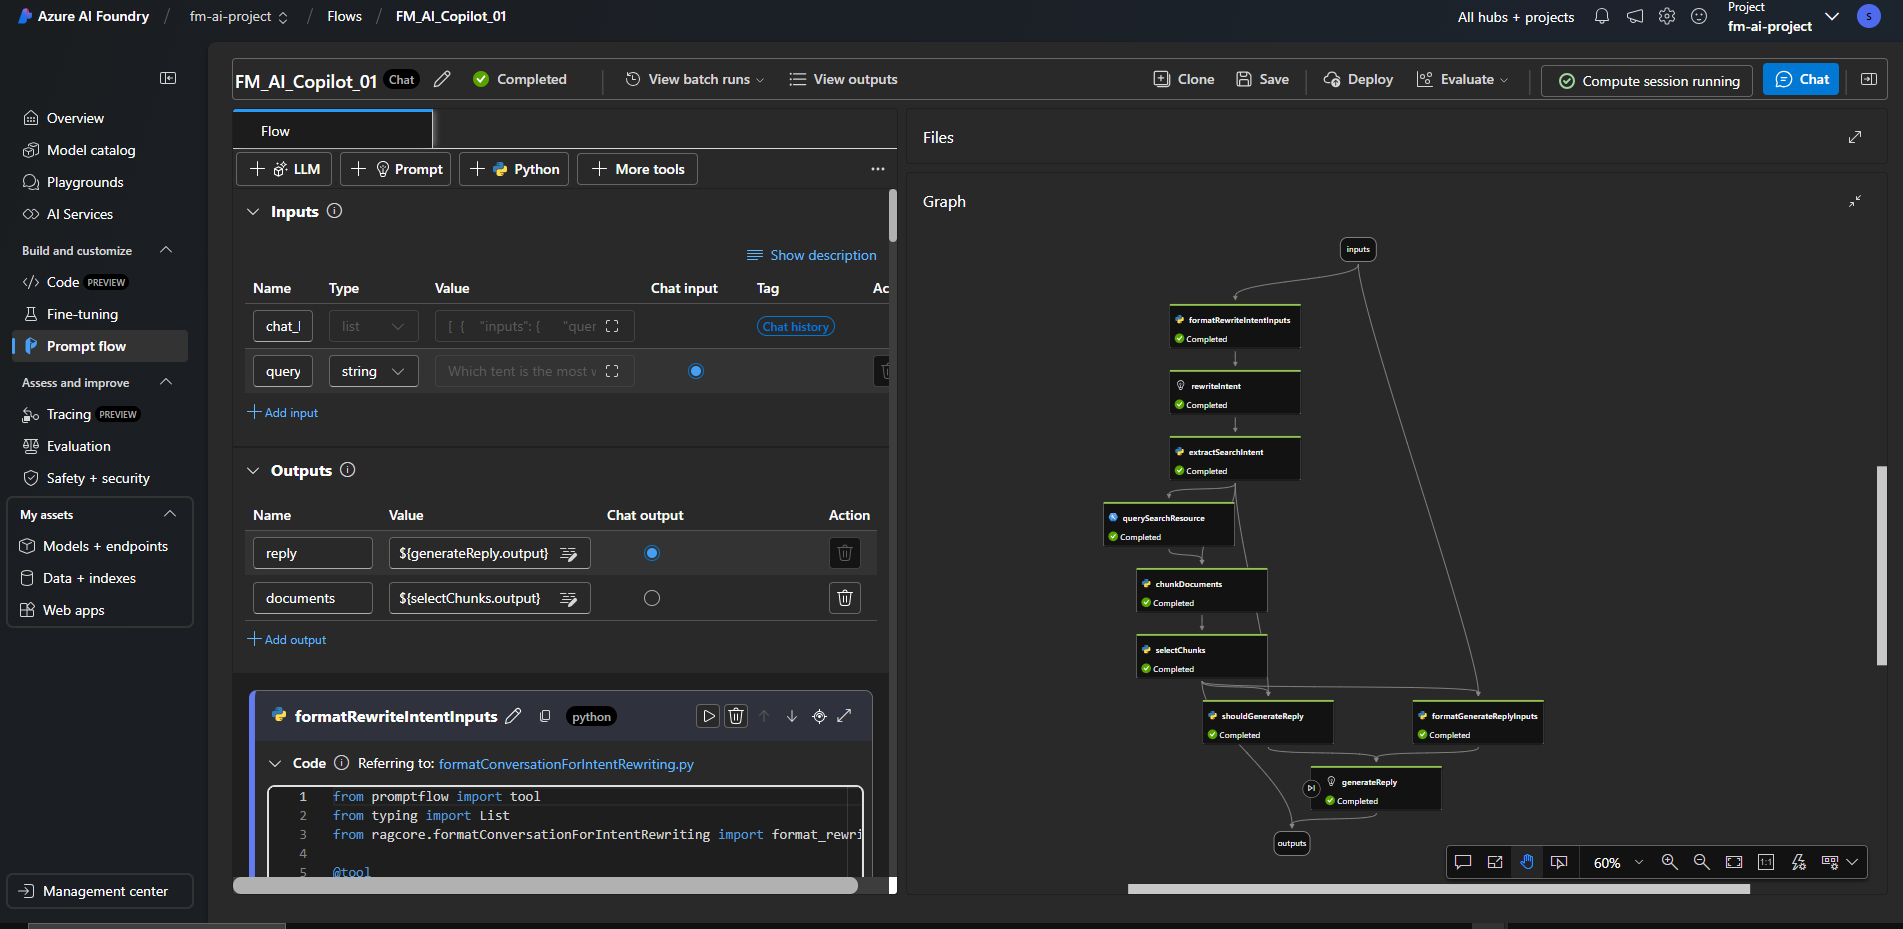 Azure AI Foundry / fm-ai-project / Flows / FM_AI_Copilot_01
All hubs + projects
Project
fm-ai-project
S
Overview
Model catalog
Playgrounds
AI Services
Build and customize
Code PREVIEW
Fine-tuning
Prompt flow
Assess and improve
Tracing PREVIEW
Evaluation
Safety + security
My assets
Models + endpoints
Data + indexes
Web apps
Management center
FM_AI_Copilot_01 Chat Completed View batch runs View outputs Clone Save Deploy Evaluate Compute session running Chat
Flow
LLM Prompt Python More tools
Inputs
Show description
Name Type Value Chat input Tag Ac
chat_l list [ { "inputs": { "quer Chat history
query string Which tent is the most w
Add input
Outputs
Name Value Chat output Action
reply ${generateReply.output}
documents ${selectChunks.output}
Add output
formatRewriteIntentInputs python
Code Referring to: formatConversationForIntentRewriting.py
1 from promptflow import tool
2 from typing import List
3 from ragcore.formatConversationForIntentRewriting import format_rewri
4
5 @tool
Files
Graph
inputs
formatRewriteIntentInputs
Completed
rewriteIntent
Completed
extractSearchIntent
Completed
querySearchResource
Completed
chunkDocuments
Completed
selectChunks
Completed
shouldGenerateReply
Completed
formatGenerateReplyInputs
Completed
generateReply
Completed
outputs
60% 1:1